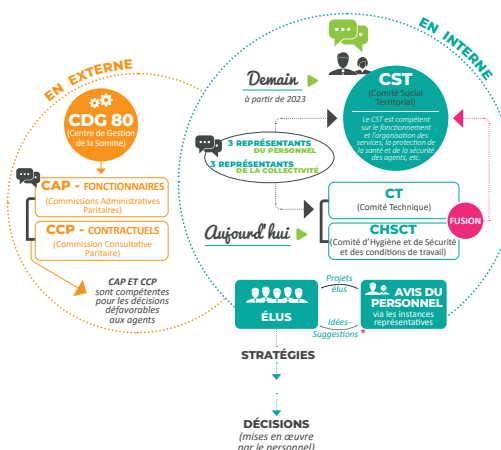 EN EXTERNE
CDG 80
(Centre de Gestion
de la Somme)
CAP - FONCTIONNAIRES
(Commissions Administratives
Paritaires)
CCP - CONTRACTUELS
(Commission Consultative
Paritaire)
CAP ET CCP
sont compétentes
pour les décisions
défavorables
aux agents
EN INTERNE
Demain
à partir de 2023
CST
(Comité Social
Territorial)
Le CST est compétent
sur le fonctionnement
et l'organisation des
services, la protection de
la santé et de la sécurité
des agents, etc.
3 REPRÉSENTANTS
DU PERSONNEL
3 REPRÉSENTANTS
DE LA COLLECTIVITÉ
Aujourd'hui
CT
(Comité Technique)
CHSCT
(Comité d'Hygiène et de Sécurité
et des conditions de travail)
FUSION
ÉLUS
Projets
élus
Idées-
Suggestions *
AVIS DU
PERSONNEL
via les instances
représentatives
STRATÉGIES
DÉCISIONS
(mises en œuvre
par le personnel)